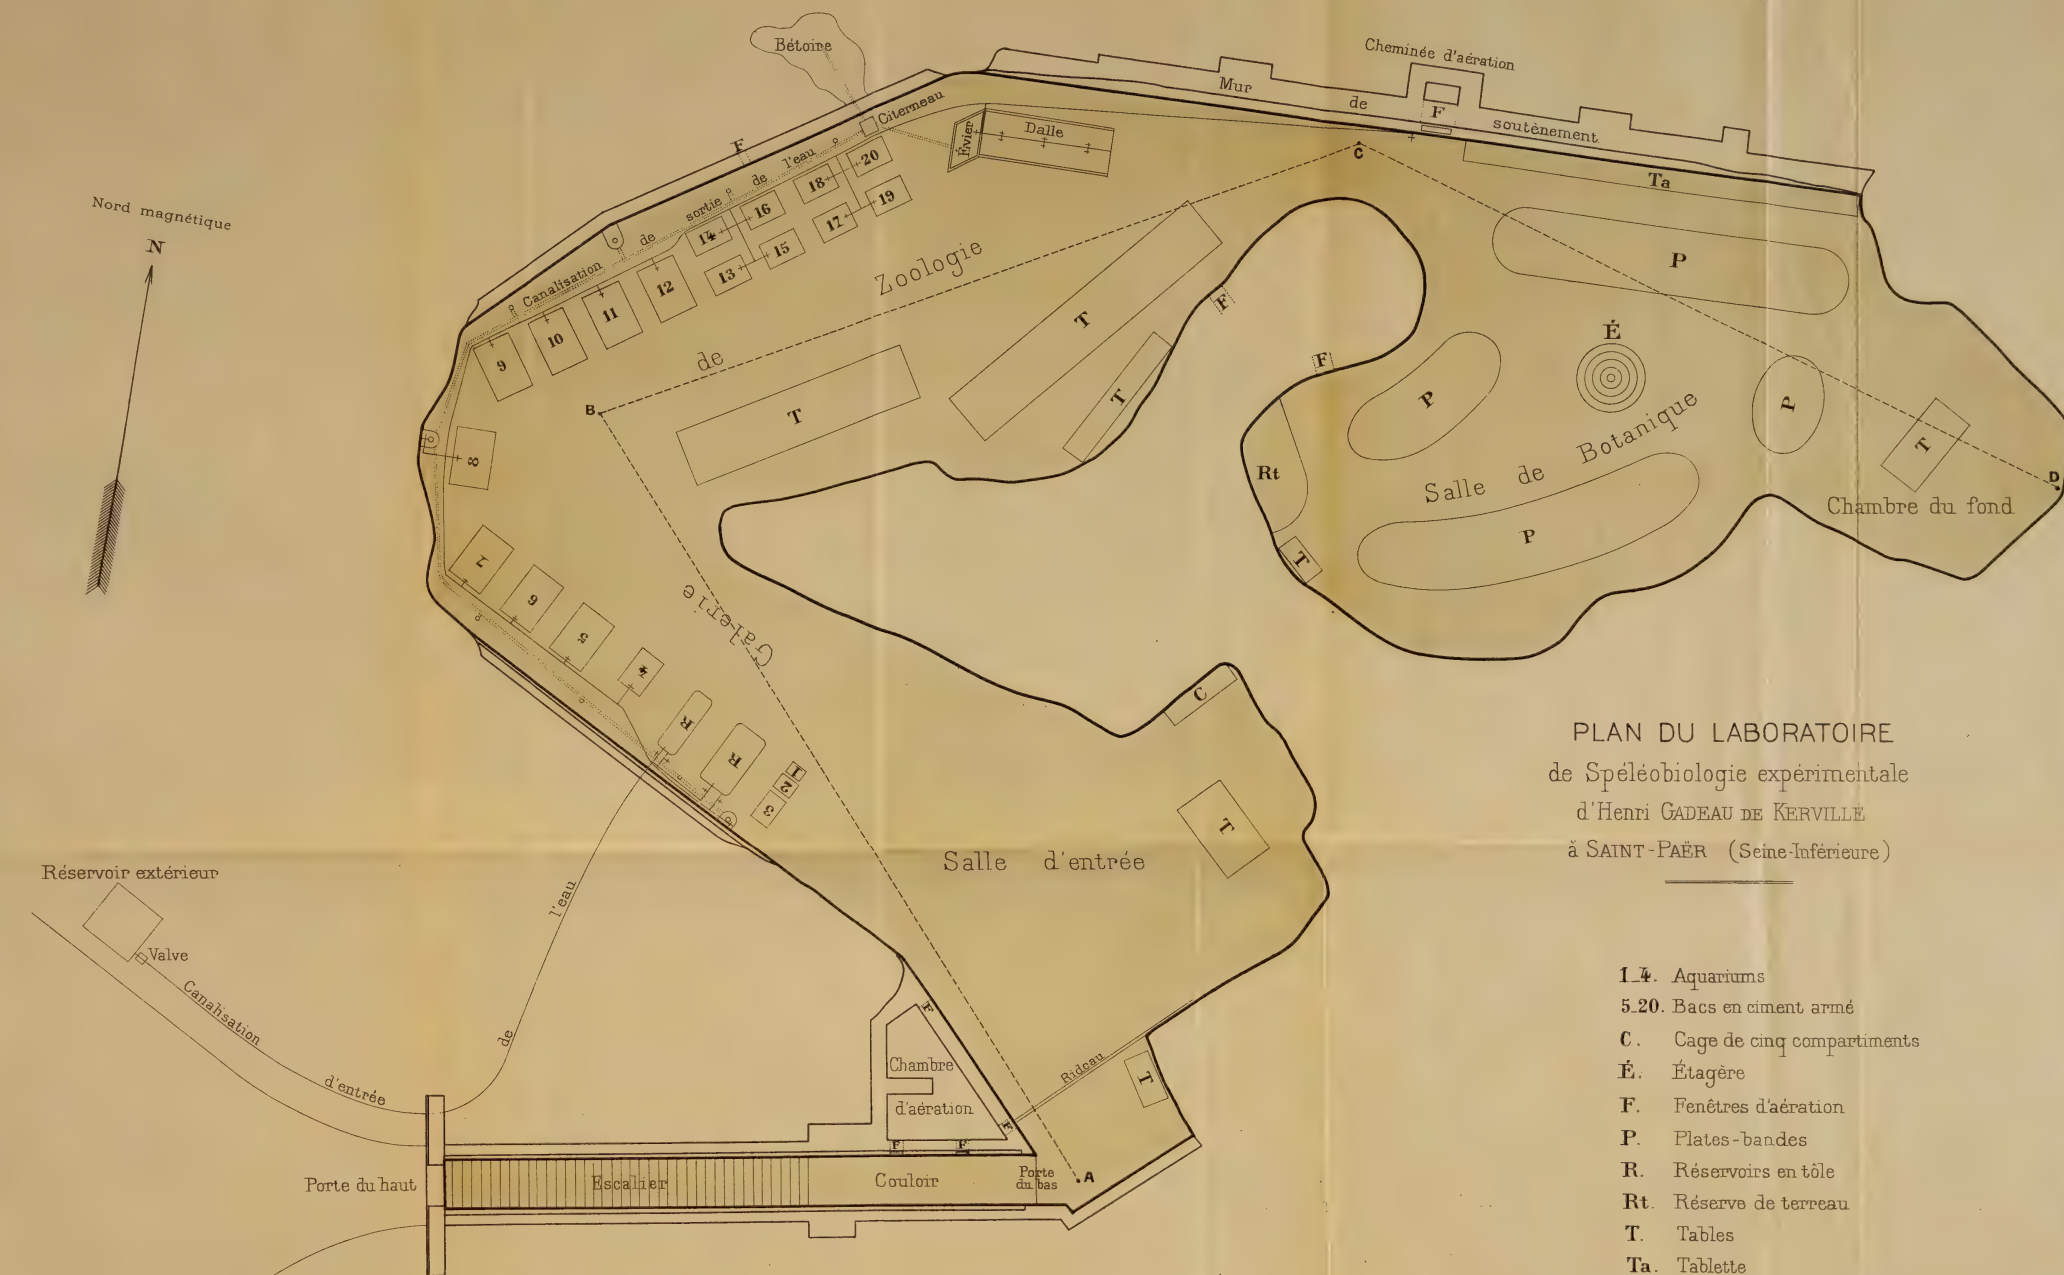 Bétoire
Cheminée d'aération
Mur de soutènement
F
Citerneau
Évier
Dalle
F
C
Ta
Nord magnétique
N
Canalisation de sortie de l'eau
20
18
19
16
17
14
15
13
12
11
10
9
8
7
6
5
4
R
R
1
2
3
Galerie de Zoologie
B
T
T
T
F
F
P
É
P
P
P
Rt
T
T
Salle de Botanique
Chambre du fond
D
C
T
Salle d'entrée
PLAN DU LABORATOIRE
de Spéléobiologie expérimentale
d'Henri GADEAU DE KERVILLE
à SAINT-PAËR (Seine-Inférieure)
Réservoir extérieur
Valve
Canalisation d'entrée de l'eau
F
Chambre
d'aération
F
F
F
Rideau
T
Porte du haut
Escalier
Couloir
Porte
du bas
A
1_4. Aquariums
5_20. Bacs en ciment armé
C. Cage de cinq compartiments
É. Étagère
F. Fenêtres d'aération
P. Plates-bandes
R. Réservoirs en tôle
Rt. Réserve de terreau
T. Tables
Ta. Tablette